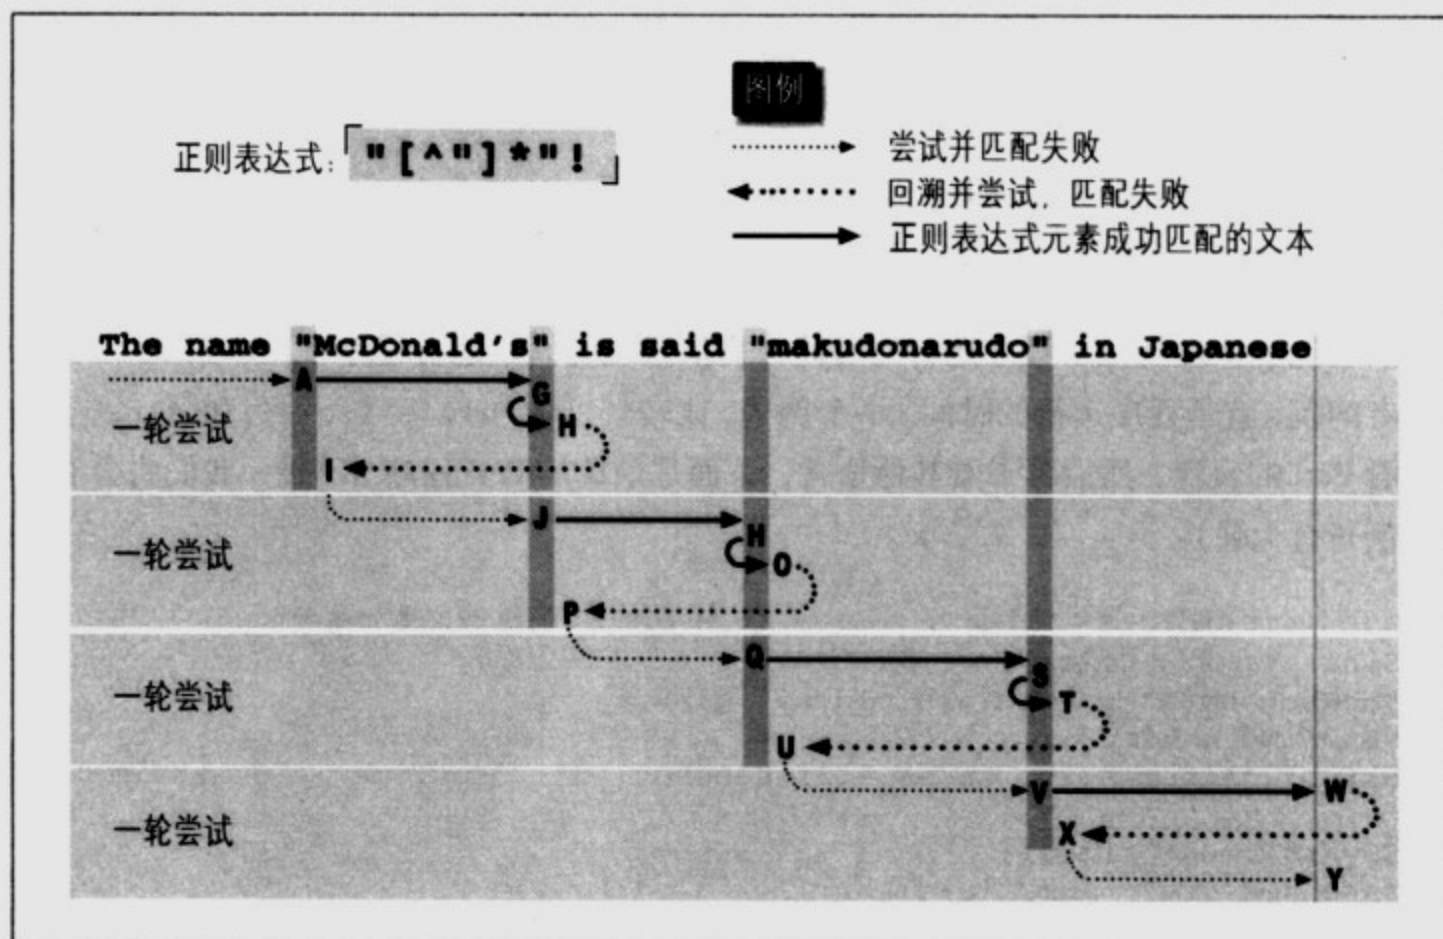 图例
正则表达式：「"[^"]*"!」
尝试并匹配失败
回溯并尝试，匹配失败
正则表达式元素成功匹配的文本
The name "McDonald's" is said "makudonarudo" in Japanese
A G
一轮尝试 H
I
J H
一轮尝试 O
P
Q S
一轮尝试 T
U
V W
一轮尝试 X
Y